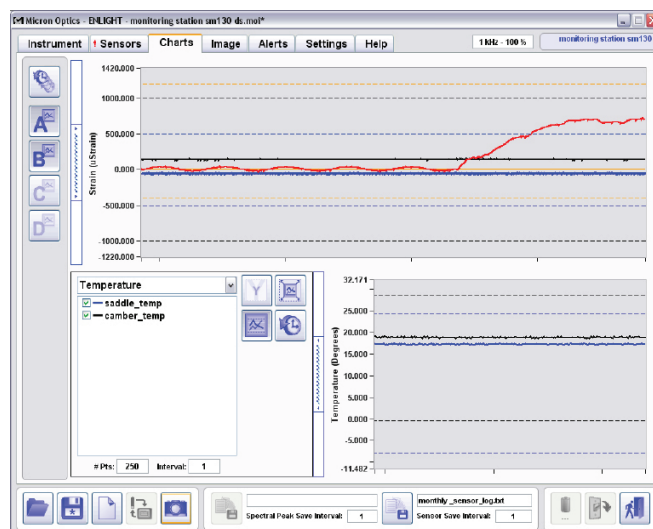 Micron Optics - ENLIGHT - monitoring station sm130 ds.moi*
Instrument ! Sensors Charts Image Alerts Settings Help 1 kHz - 100 % monitoring station sm130
A
B
C
D
Strain (uStrain)
1420.000
1000.000
500.000
0.000
-500.000
-1000.000
-1220.000
Temperature
saddle_temp
camber_temp
Y
# Pts: 250 Interval: 1
Temperature (Degrees)
32.171
25.000
20.000
15.000
10.000
5.000
0.000
-5.000
-11.482
Spectral Peak Save Interval: 1
monthly _sensor_log.txt
Sensor Save Interval: 1
...